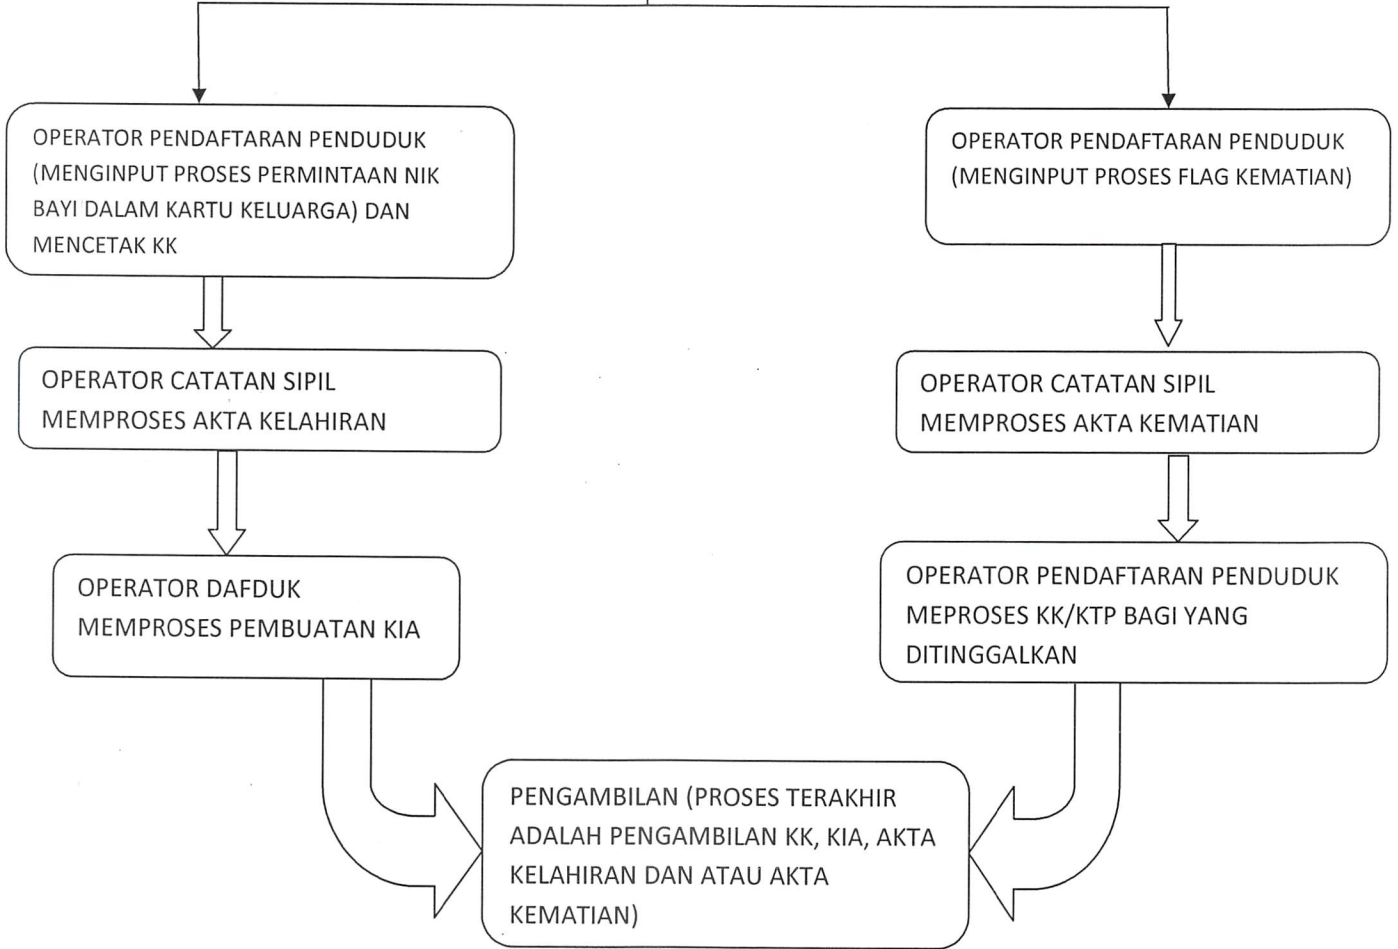 OPERATOR PENDAFTARAN PENDUDUK
(MENGINPUT PROSES PERMINTAAN NIK
BAYI DALAM KARTU KELUARGA) DAN
MENCETAK KK
OPERATOR CATATAN SIPIL
MEMPROSES AKTA KELAHIRAN
OPERATOR DAFDUK
MEMPROSES PEMBUATAN KIA
OPERATOR PENDAFTARAN PENDUDUK
(MENGINPUT PROSES FLAG KEMATIAN)
OPERATOR CATATAN SIPIL
MEMPROSES AKTA KEMATIAN
OPERATOR PENDAFTARAN PENDUDUK
MEPROSES KK/KTP BAGI YANG
DITINGGALKAN
PENGAMBILAN (PROSES TERAKHIR
ADALAH PENGAMBILAN KK, KIA, AKTA
KELAHIRAN DAN ATAU AKTA
KEMATIAN)